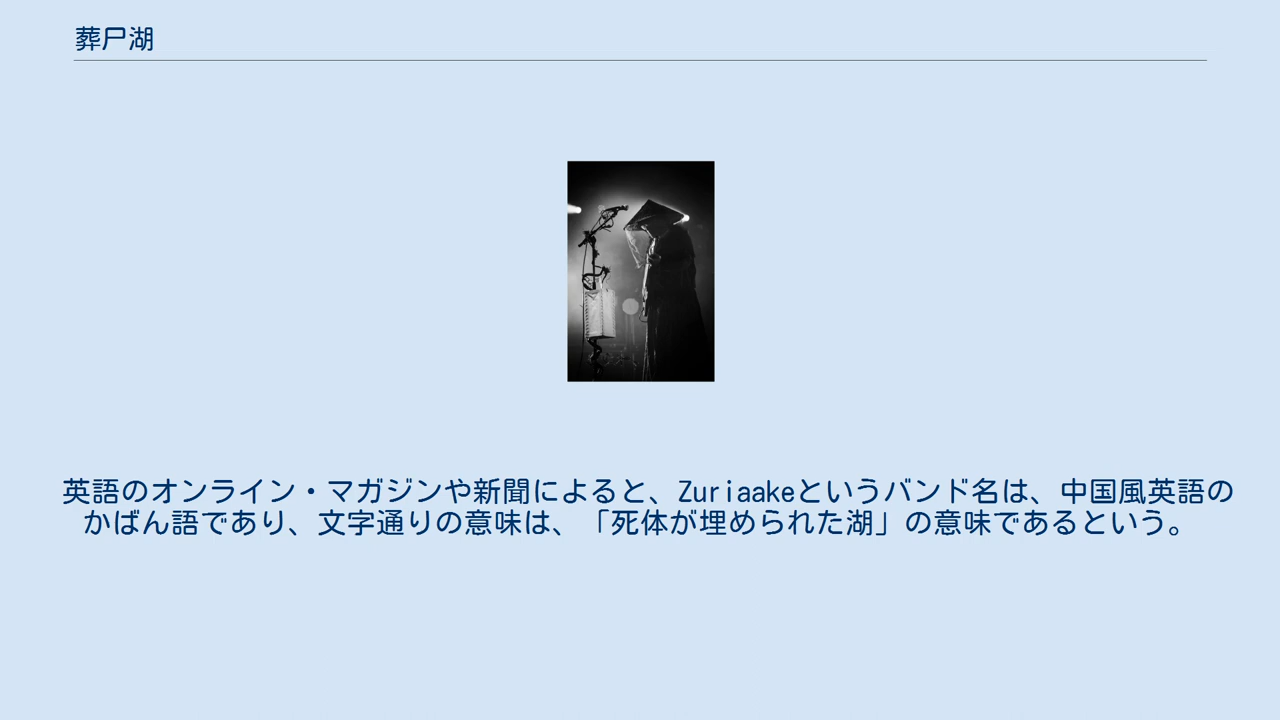 葬尸湖
英語のオンライン・マガジンや新聞によると、Zuriaakeというバンド名は、中国風英語の
かばん語であり、文字通りの意味は、「死体が埋められた湖」の意味であるという。